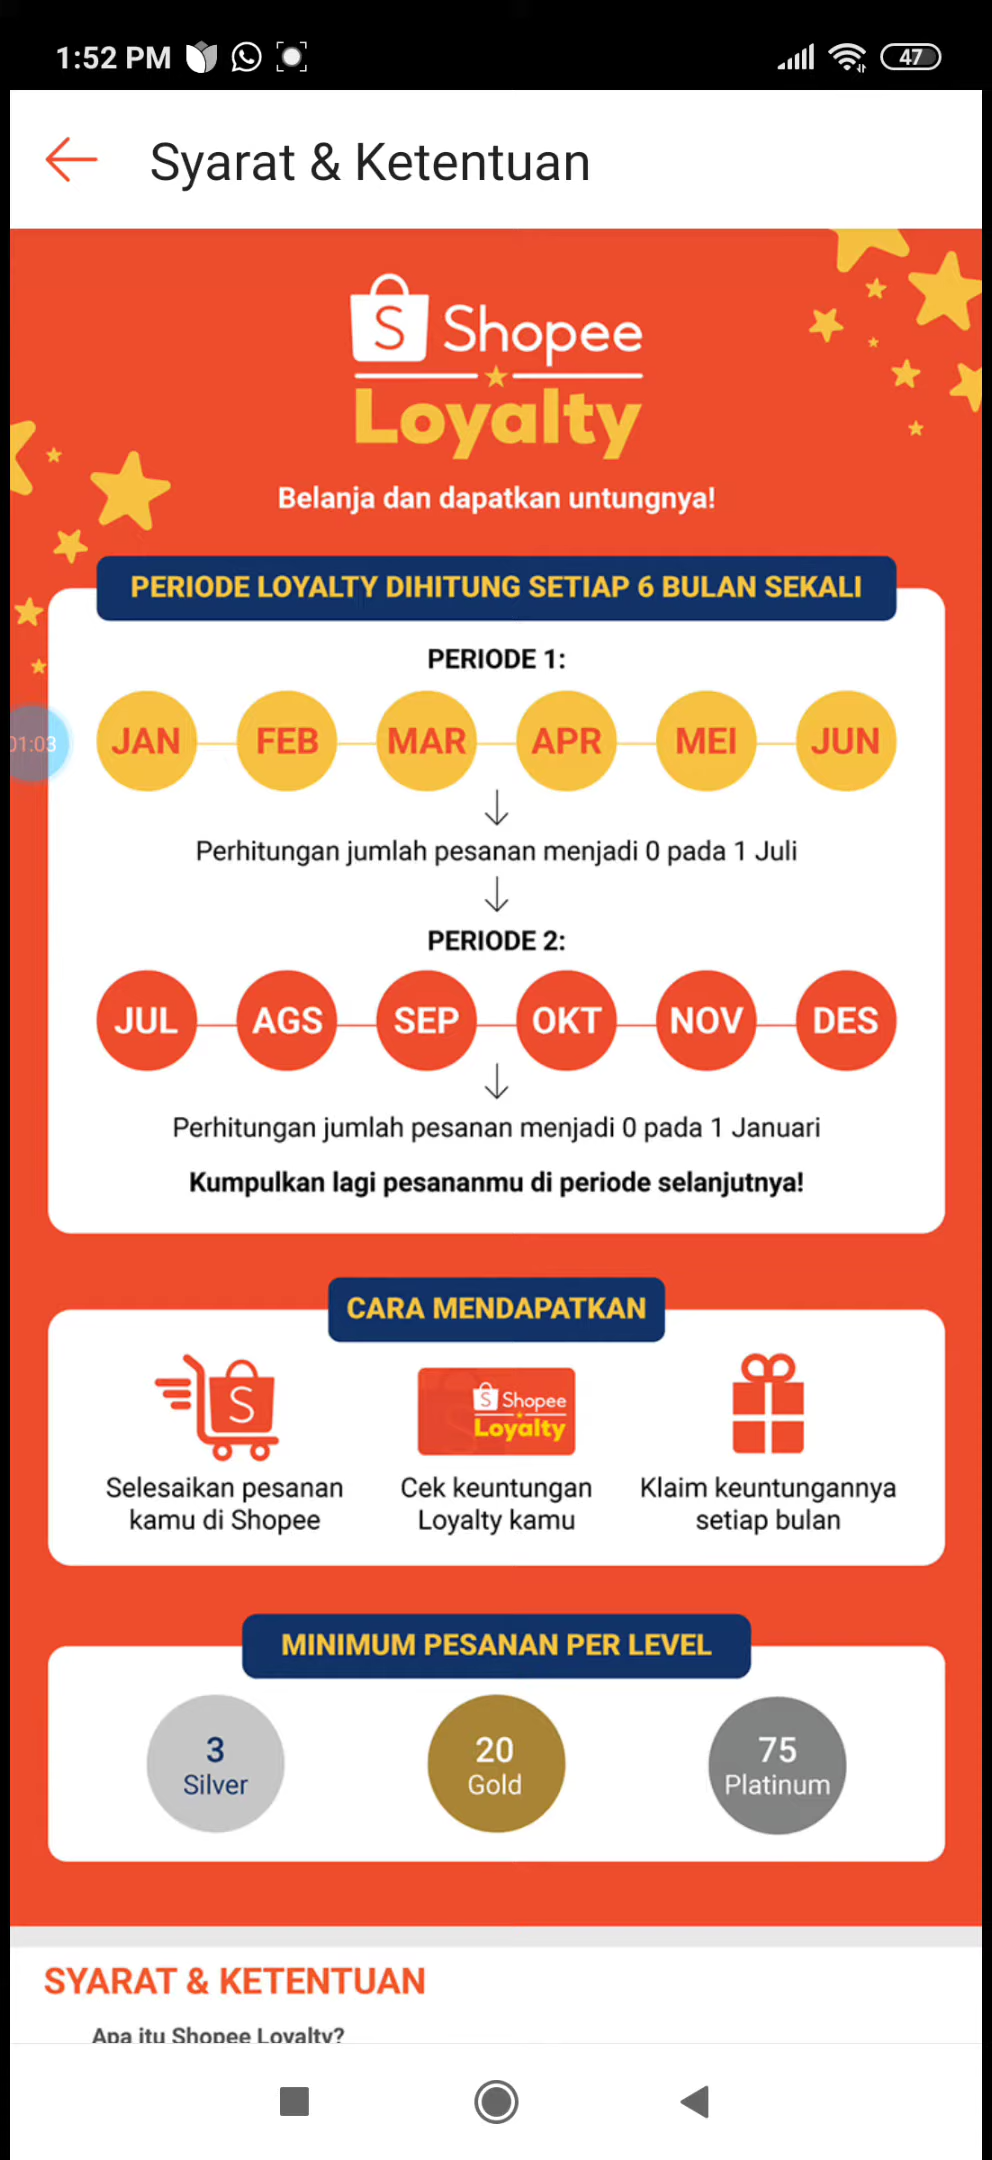 1:52 PM
47
Syarat & Ketentuan
S Shopee
Loyalty
Belanja dan dapatkan untungnya!
PERIODE LOYALTY DIHITUNG SETIAP 6 BULAN SEKALI
PERIODE 1:
JAN FEB MAR APR MEI JUN
01:03
Perhitungan jumlah pesanan menjadi 0 pada 1 Juli
PERIODE 2:
JUL AGS SEP OKT NOV DES
Perhitungan jumlah pesanan menjadi 0 pada 1 Januari
Kumpulkan lagi pesananmu di periode selanjutnya!
CARA MENDAPATKAN
S
S Shopee
Loyalty
Selesaikan pesanan
kamu di Shopee
Cek keuntungan
Loyalty kamu
Klaim keuntungannya
setiap bulan
MINIMUM PESANAN PER LEVEL
3
Silver
20
Gold
75
Platinum
SYARAT & KETENTUAN
Apa itu Shopee Loyalty?